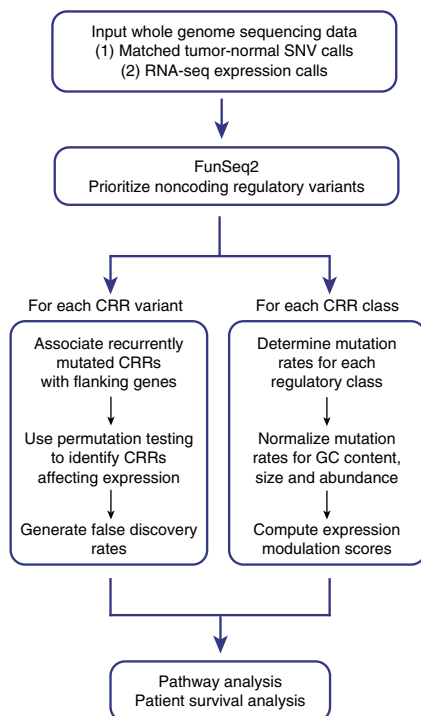 Input whole genome sequencing data
(1) Matched tumor-normal SNV calls
(2) RNA-seq expression calls
FunSeq2
Prioritize noncoding regulatory variants
For each CRR variant
Associate recurrently
mutated CRRs
with flanking genes
Use permutation testing
to identify CRRs
affecting expression
Generate false discovery
rates
For each CRR class
Determine mutation
rates for each
regulatory class
Normalize mutation
rates for GC content,
size and abundance
Compute expression
modulation scores
Pathway analysis
Patient survival analysis